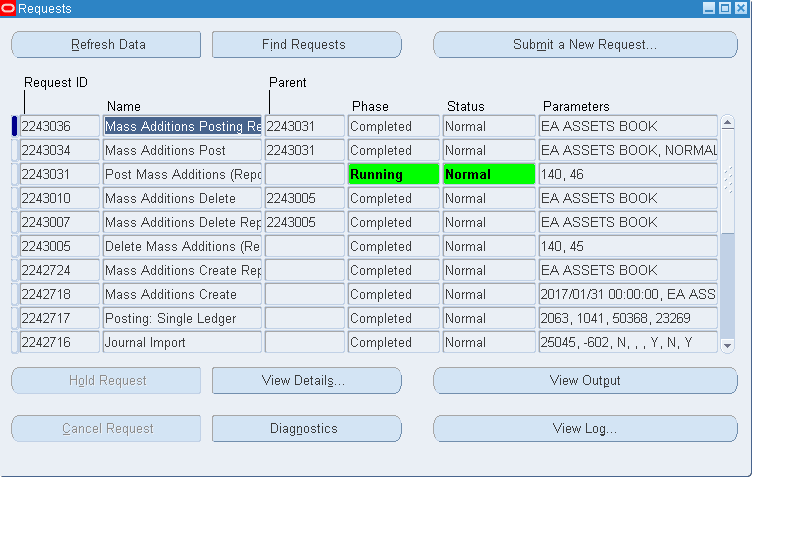 Requests
Refresh Data Find Requests Submit a New Request...
Request ID Parent
Name Phase Status Parameters
2243036 Mass Additions Posting Re 2243031 Completed Normal EA ASSETS BOOK
2243034 Mass Additions Post 2243031 Completed Normal EA ASSETS BOOK, NORMAL
2243031 Post Mass Additions (Repo Running Normal 140, 46
2243010 Mass Additions Delete 2243005 Completed Normal EA ASSETS BOOK
2243007 Mass Additions Delete Rep 2243005 Completed Normal EA ASSETS BOOK
2243005 Delete Mass Additions (Re Completed Normal 140, 45
2242724 Mass Additions Create Rep Completed Normal EA ASSETS BOOK
2242718 Mass Additions Create Completed Normal 2017/01/31 00:00:00, EA ASS
2242717 Posting: Single Ledger Completed Normal 2063, 1041, 50368, 23269
2242716 Journal Import Completed Normal 25045, -602, N, , , Y, N, Y
Hold Request View Details... View Output
Cancel Request Diagnostics View Log...